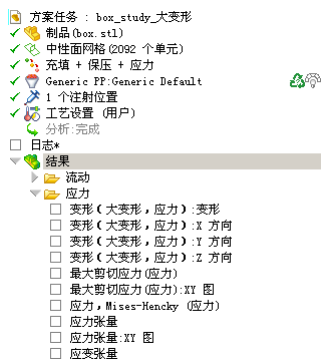 方案任务 : box_study_大变形
制品(box.stl)
中性面网格(2092 个单元)
充填 + 保压 + 应力
Generic PP:Generic Default
1 个注射位置
工艺设置 (用户)
分析:完成
日志*
结果
流动
应力
变形(大变形,应力):变形
变形(大变形,应力):X 方向
变形(大变形,应力):Y 方向
变形(大变形,应力):Z 方向
最大剪切应力(应力)
最大剪切应力(应力):XY 图
应力,Mises-Hencky (应力)
应力张量
应力张量:XY 图
应变张量